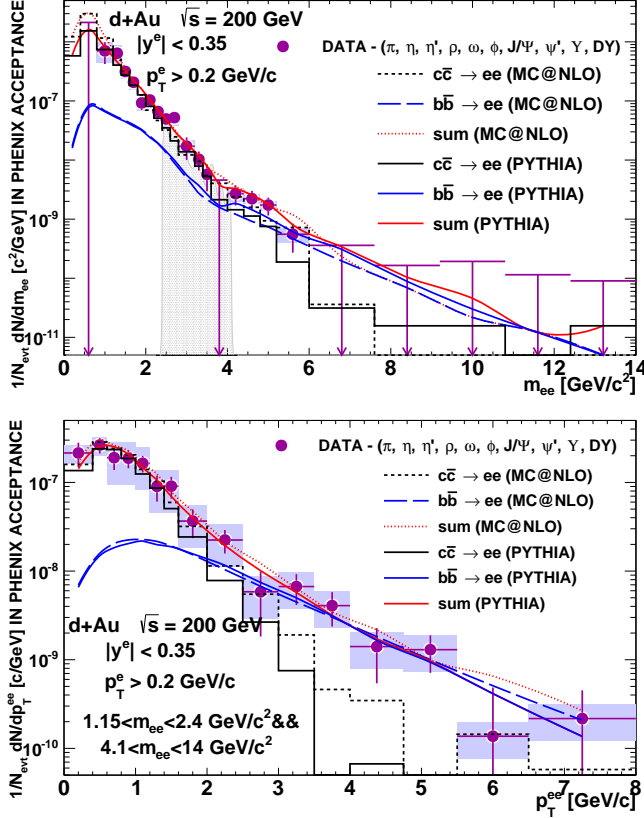 d+Au √s = 200 GeV
|y^e| < 0.35
p_T^e > 0.2 GeV/c
DATA - (π, η, η', ρ, ω, ϕ, J/Ψ, ψ', Υ, DY)
cc̅ → ee (MC@NLO)
bb̅ → ee (MC@NLO)
sum (MC@NLO)
cc̅ → ee (PYTHIA)
bb̅ → ee (PYTHIA)
sum (PYTHIA)
1/N_evt dN/dm_ee [c²/GeV] IN PHENIX ACCEPTANCE
10^-7
10^-9
10^-11
0 2 4 6 8 10 12 14
m_ee [GeV/c²]
DATA - (π, η, η', ρ, ω, ϕ, J/Ψ, ψ', Υ, DY)
cc̅ → ee (MC@NLO)
bb̅ → ee (MC@NLO)
sum (MC@NLO)
cc̅ → ee (PYTHIA)
bb̅ → ee (PYTHIA)
sum (PYTHIA)
d+Au √s = 200 GeV
|y^e| < 0.35
p_T^e > 0.2 GeV/c
1.15<m_ee<2.4 GeV/c²&&
4.1<m_ee<14 GeV/c²
1/N_evt dN/dp_T^ee [c/GeV] IN PHENIX ACCEPTANCE
10^-7
10^-8
10^-9
10^-10
0 1 2 3 4 5 6 7 8
p_T^ee [GeV/c]